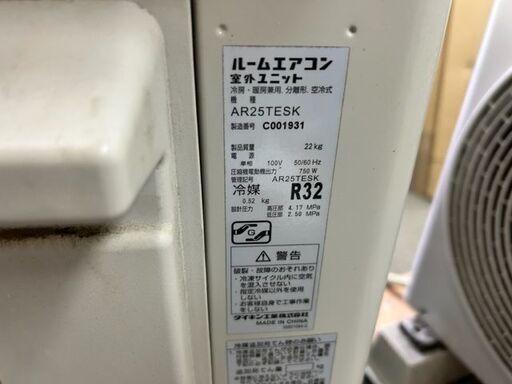 ルームエアコン
室外ユニット
冷房・暖房兼用, 分離形, 空冷式
機種
AR25TESK
製造番号 C001931
製品質量 22kg
電源
単相 100V 50/60Hz
圧縮機電動機出力 750W
管理記号 AR25TESK
冷媒 R32
0.52 kg
設計圧力 高圧部 4.17 MPa
低圧部 2.50 MPa
G
警告
破裂・故障のおそれあり
・冷凍サイクル内に空気
を混入させない
・指定冷媒以外を使用
しない
・お客様自身で工事作業
をしない
ダイキン工業株式会社
MADE IN CHINA